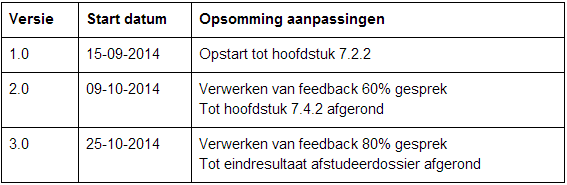 Versie Start datum Opsomming aanpassingen
1.0 15-09-2014 Opstart tot hoofdstuk 7.2.2
2.0 09-10-2014 Verwerken van feedback 60% gesprek
Tot hoofdstuk 7.4.2 afgerond
3.0 25-10-2014 Verwerken van feedback 80% gesprek
Tot eindresultaat afstudeerdossier afgerond